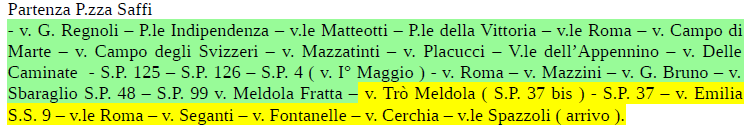 Partenza P.zza Saffi
- v. G. Regnoli – P.le Indipendenza – v.le Matteotti – P.le della Vittoria – v.le Roma – v. Campo di
Marte – v. Campo degli Svizzeri – v. Mazzatinti – v. Placucci – V.le dell’Appennino – v. Delle
Caminate - S.P. 125 – S.P. 126 – S.P. 4 ( v. I° Maggio ) - v. Roma – v. Mazzini – v. G. Bruno – v.
Sbaraglio S.P. 48 – S.P. 99 v. Meldola Fratta – v. Trò Meldola ( S.P. 37 bis ) - S.P. 37 – v. Emilia
S.S. 9 – v.le Roma – v. Seganti – v. Fontanelle – v. Cerchia – v.le Spazzoli ( arrivo ).